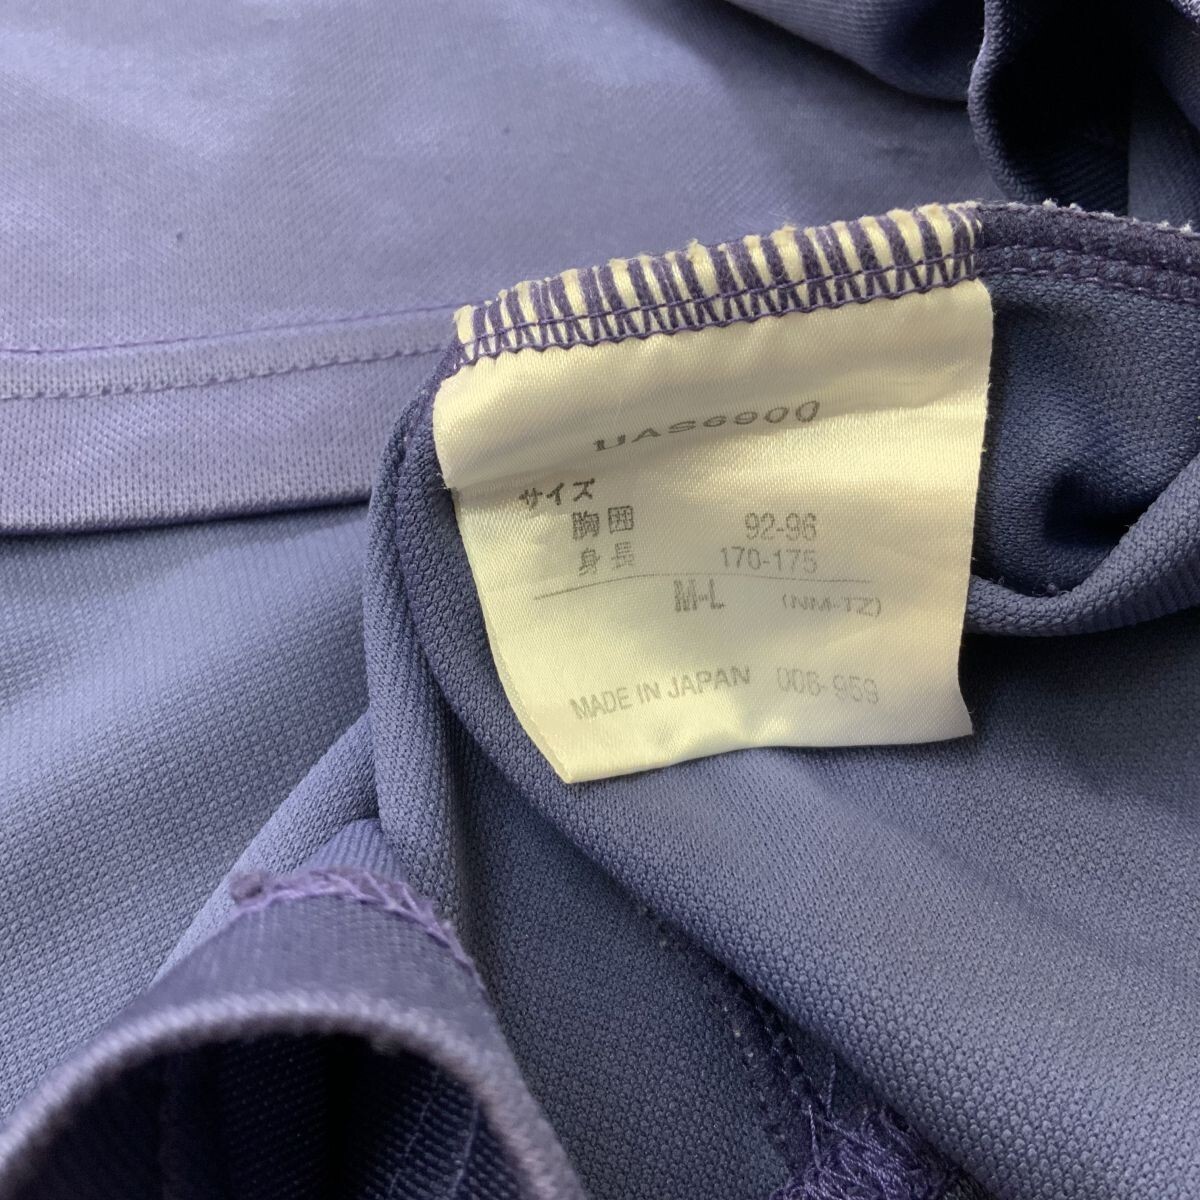 UAS6900
サイズ
胸囲 92-96
身長 170-175
M-L (NM-TZ)
MADE IN JAPAN 006-959